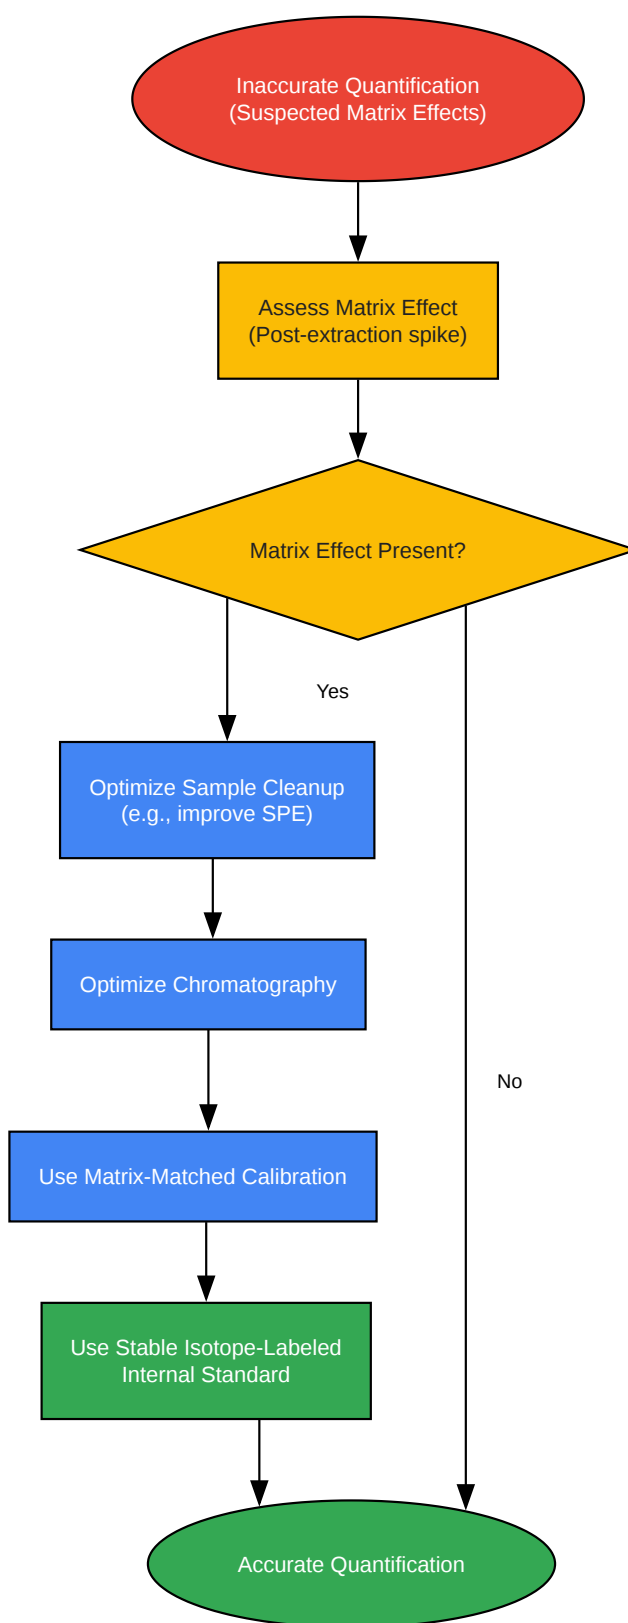 Inaccurate Quantification
(Suspected Matrix Effects)
Assess Matrix Effect
(Post-extraction spike)
Matrix Effect Present?
Yes
Optimize Sample Cleanup
(e.g., improve SPE)
Optimize Chromatography
No
Use Matrix-Matched Calibration
Use Stable Isotope-Labeled
Internal Standard
Accurate Quantification